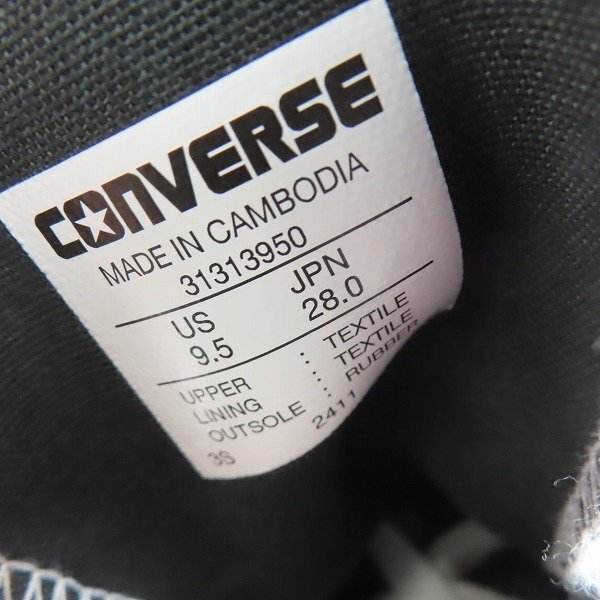 CONVERSE
MADE IN CAMBODIA
31313950
US JPN
9.5 28.0
UPPER : TEXTILE
LINING : TEXTILE
OUTSOLE : RUBBER
3S 2411